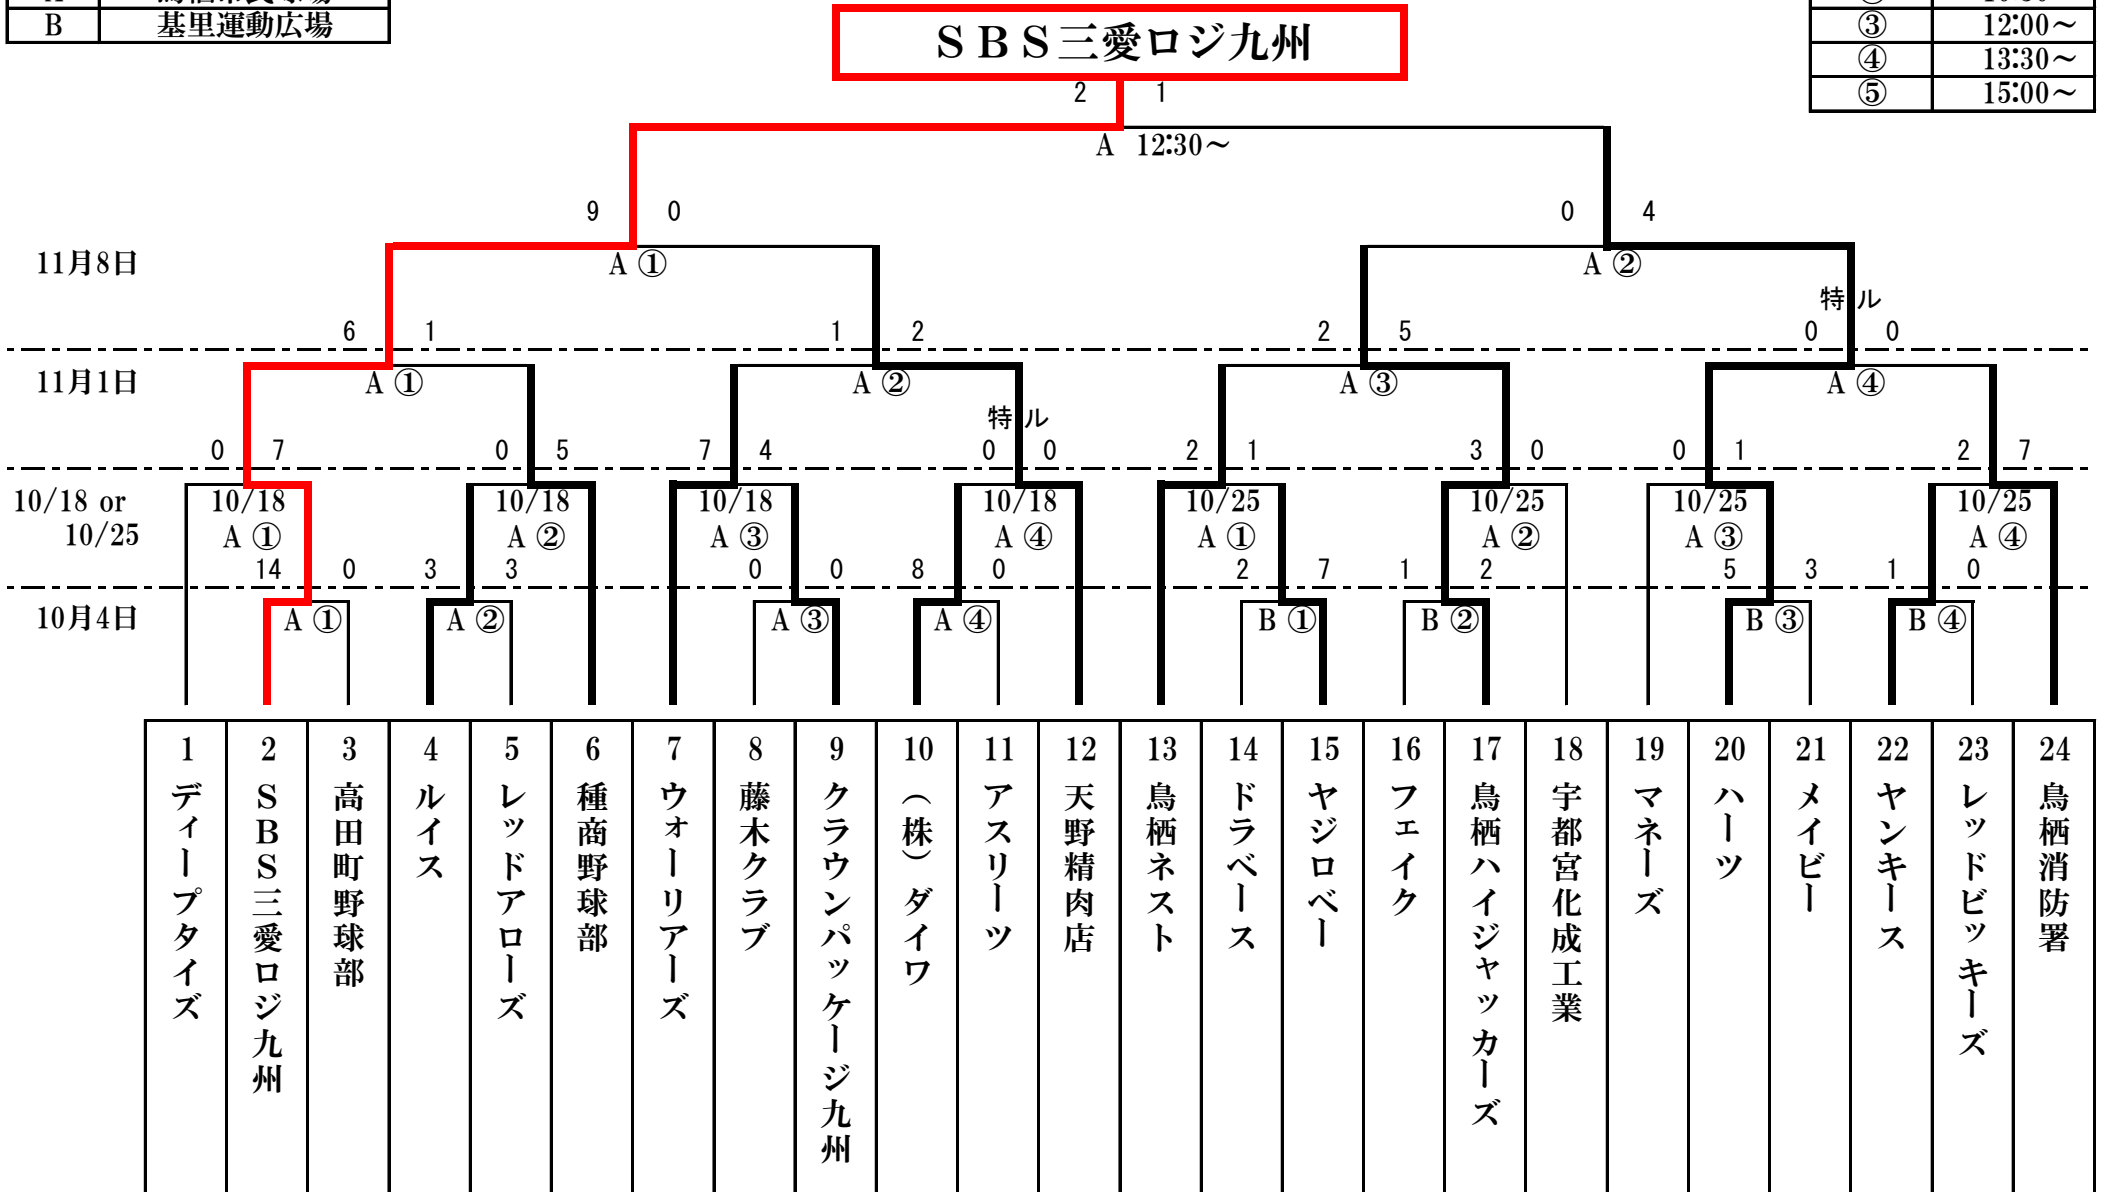 B 基里運動広場
ＳＢＳ三愛ロジ九州
③ 12:00～
④ 13:30～
⑤ 15:00～
2 1
A 12:30～
9 0 0 4
11月8日 A ① A ②
特ル
6 1 1 2 2 5 0 0
11月1日 A ① A ② A ③ A ④
特ル
0 7 0 5 7 4 0 0 2 1 3 0 0 1 2 7
10/18 or 10/18 10/18 10/18 10/18 10/25 10/25 10/25 10/25
10/25 A ① A ② A ③ A ④ A ① A ② A ③ A ④
14 0 3 3 0 0 8 0 2 7 1 2 5 3 1 0
10月4日 A ① A ② A ③ A ④ B ① B ② B ③ B ④
1 ディープタイズ
2 ＳＢＳ三愛ロジ九州
3 高田町野球部
4 ルイス
5 レッドアローズ
6 種商野球部
7 ウォーリアーズ
8 藤木クラブ
9 クラウンパッケージ九州
10 （株）ダイワ
11 アスリーツ
12 天野精肉店
13 鳥栖ネスト
14 ドラベース
15 ヤジロベー
16 フェイク
17 鳥栖ハイジャッカーズ
18 宇都宮化成工業
19 マネーズ
20 ハーツ
21 メイビー
22 ヤンキース
23 レッドビッキーズ
24 鳥栖消防署